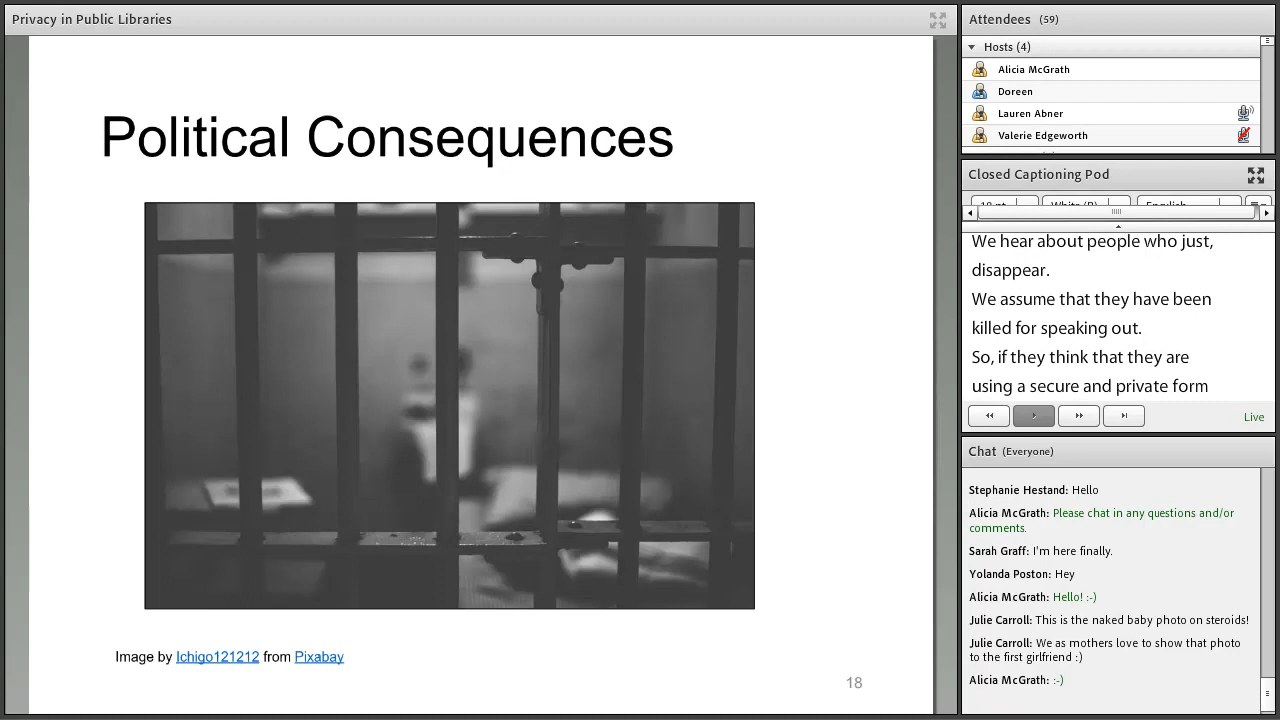 Privacy in Public Libraries
Political Consequences
Image by Ichigo121212 from Pixabay
18
Attendees (59)
Hosts (4)
Alicia McGrath
Doreen
Lauren Abner
Valerie Edgeworth
Closed Captioning Pod
We hear about people who just,
disappear.
We assume that they have been
killed for speaking out.
So, if they think that they are
using a secure and private form
Live
Chat (Everyone)
Stephanie Hestand: Hello
Alicia McGrath: Please chat in any questions and/or
comments.
Sarah Graff: I'm here finally.
Yolanda Poston: Hey
Alicia McGrath: Hello! :-)
Julie Carroll: This is the naked baby photo on steroids!
Julie Carroll: We as mothers love to show that photo
to the first girlfriend :)
Alicia McGrath: :-)